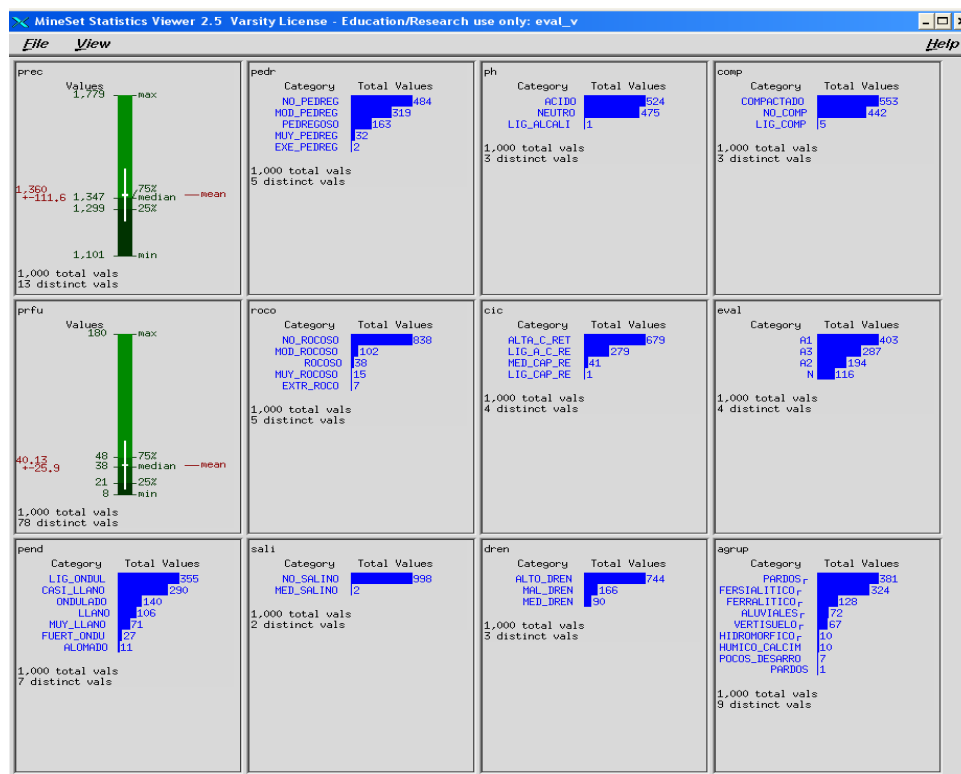 MineSet Statistics Viewer 2.5 Varsity License - Education/Research use only: eval_v
File View Help
prec
Values
1,779 max
75%
1,360 +-111.6 1,347 median mean
1,299 25%
1,101 min
1,000 total vals
13 distinct vals
pedr
Category Total Values
NO_PEDREG 484
MOD_PEDREG 319
PEDREGOSO 163
MUY_PEDREG 32
EXE_PEDREG 2
1,000 total vals
5 distinct vals
ph
Category Total Values
ACIDO 524
NEUTRO 475
LIG_ALCALI 1
1,000 total vals
3 distinct vals
comp
Category Total Values
COMPACTADO 553
NO_COMP 442
LIG_COMP 5
1,000 total vals
3 distinct vals
prfu
Values
180 max
48 75%
40.13 +-25.9 38 median mean
21 25%
8 min
1,000 total vals
78 distinct vals
roco
Category Total Values
NO_ROCOSO 838
MOD_ROCOSO 102
ROCOSO 38
MUY_ROCOSO 15
EXTR_ROCO 7
1,000 total vals
5 distinct vals
cic
Category Total Values
ALTA_C_RET 679
LIG_A_C_RE 279
MED_CAP_RE 41
LIG_CAP_RE 1
1,000 total vals
4 distinct vals
eval
Category Total Values
A1 403
A3 287
A2 194
N 116
1,000 total vals
4 distinct vals
pend
Category Total Values
LIG_ONDUL 355
CASI_LLANO 290
ONDULADO 140
LLANO 106
MUY_LLANO 71
FUERT_ONDU 27
ALOMADO 11
1,000 total vals
7 distinct vals
sali
Category Total Values
NO_SALINO 998
MED_SALINO 2
1,000 total vals
2 distinct vals
dren
Category Total Values
ALTO_DREN 744
MAL_DREN 166
MED_DREN 90
1,000 total vals
3 distinct vals
agrup
Category Total Values
PARDOSr 381
FERSIALITICOr 324
FERRALITICOr 128
ALUVIALESr 72
VERTISUELOr 67
HIDROMORFICOr 10
HUMICO_CALCIM 10
POCOS_DESARRO 7
PARDOS 1
1,000 total vals
9 distinct vals